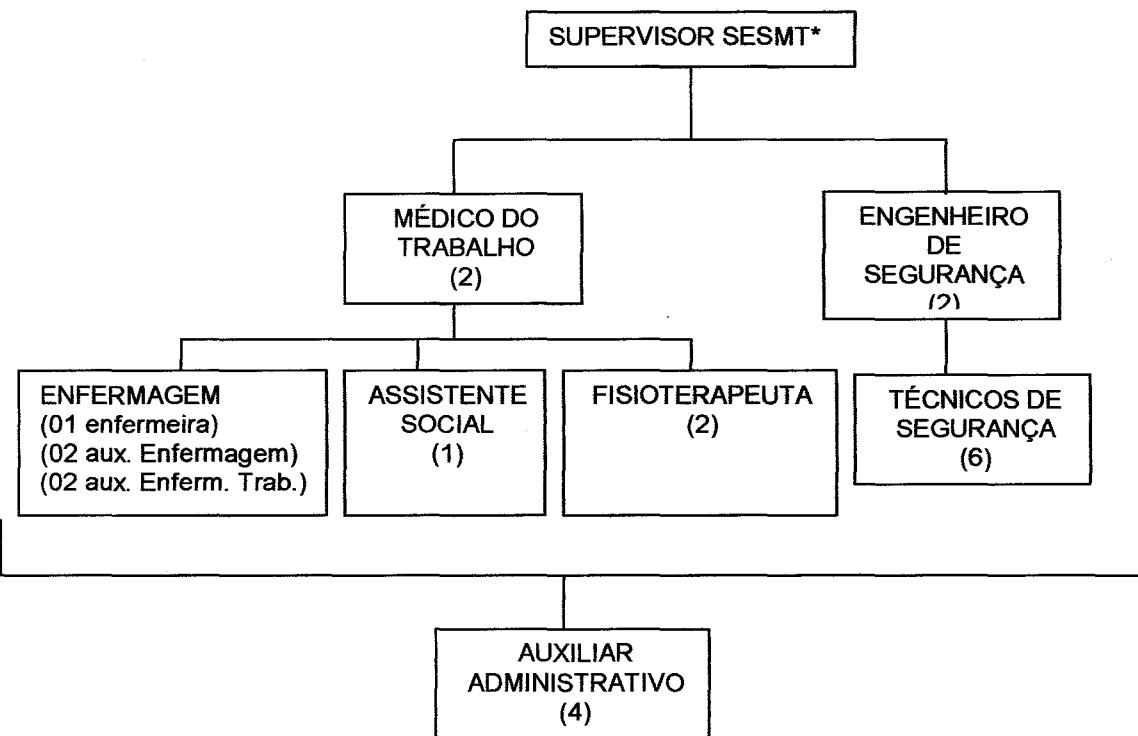 SUPERVISOR SESMT*
MÉDICO DO
TRABALHO
(2)
ENGENHEIRO
DE
SEGURANÇA
(2)
ENFERMAGEM
(01 enfermeira)
(02 aux. Enfermagem)
(02 aux. Enferm. Trab.)
ASSISTENTE
SOCIAL
(1)
FISIOTERAPEUTA
(2)
TÉCNICOS DE
SEGURANÇA
(6)
AUXILIAR
ADMINISTRATIVO
(4)